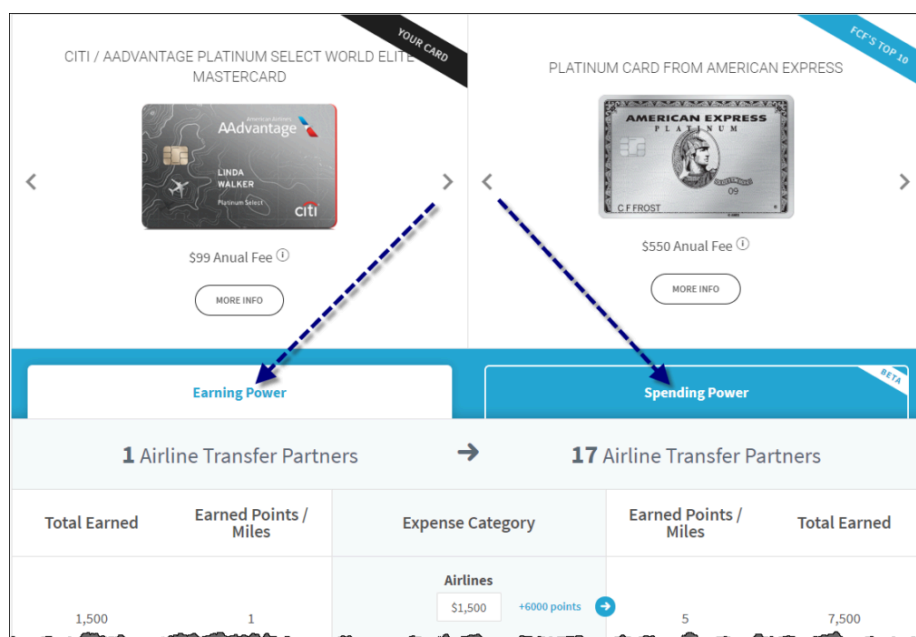 YOUR CARD
FCF'S TOP 10
CITI / AADVANTAGE PLATINUM SELECT WORLD ELITE
MASTERCARD
PLATINUM CARD FROM AMERICAN EXPRESS
American Airlines
AAdvantage
LINDA
WALKER
Platinum Select
citi
AMERICAN EXPRESS
PLATINUM
09
C F FROST
$99 Anual Fee
$550 Anual Fee
MORE INFO
MORE INFO
Earning Power
Spending Power
BETA
1 Airline Transfer Partners
17 Airline Transfer Partners
Total Earned
Earned Points /
Miles
Expense Category
Earned Points /
Miles
Total Earned
Airlines
1,500
1
$1,500
+6000 points
5
7,500